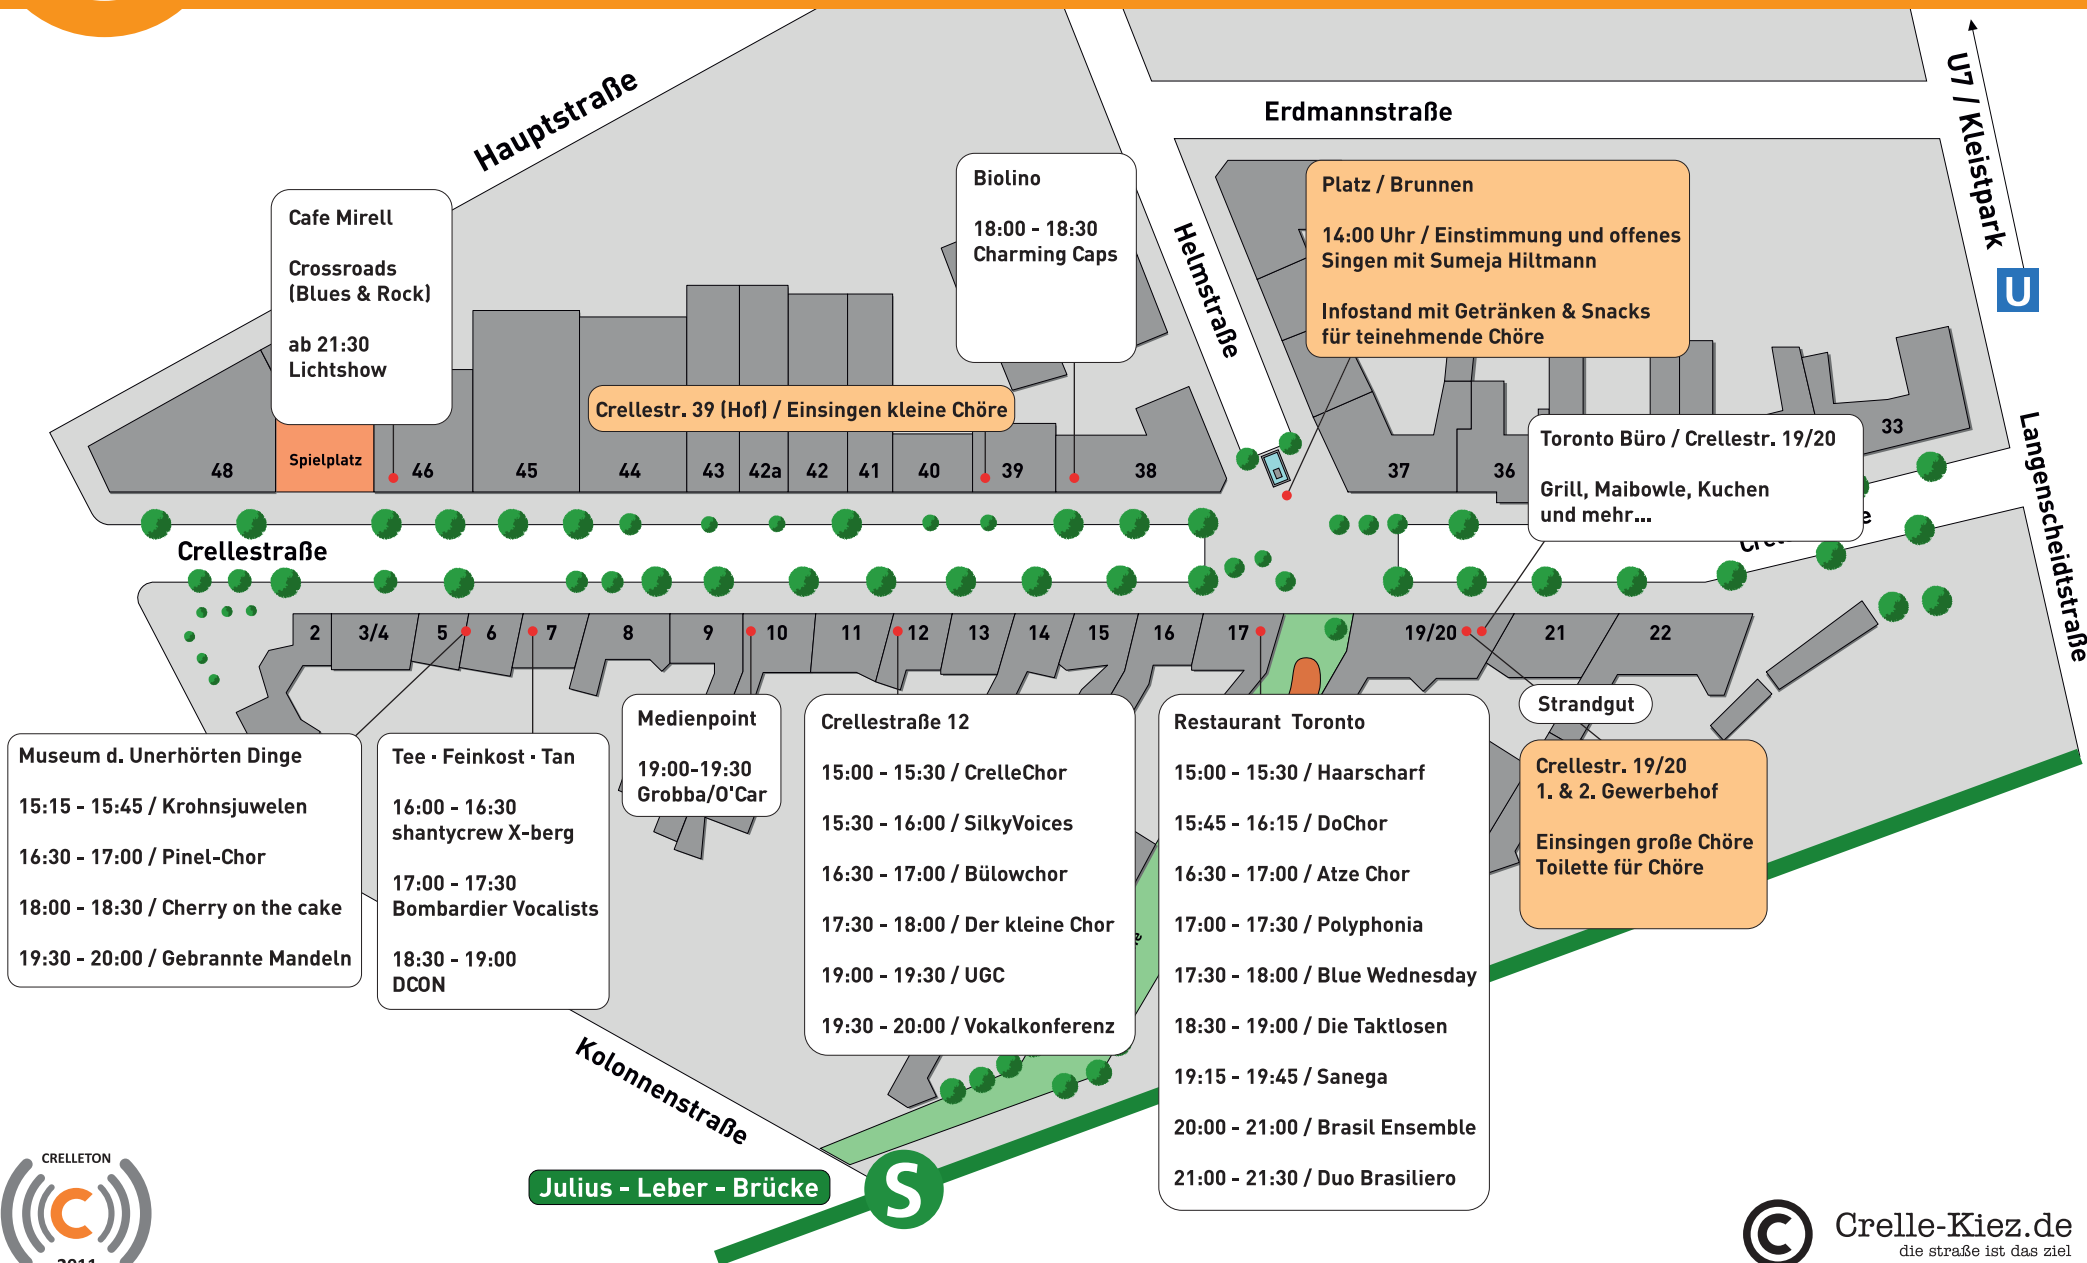 Hauptstraße
Erdmannstraße
U7 / Kleistpark
U
Helmstraße
Langenscheidtstraße
Cafe Mirell
Crossroads
(Blues & Rock)
ab 21:30
Lichtshow
Biolino
18:00 - 18:30
Charming Caps
Platz / Brunnen
14:00 Uhr / Einstimmung und offenes
Singen mit Sumeja Hiltmann
Infostand mit Getränken & Snacks
für teinehmende Chöre
Crellestr. 39 (Hof) / Einsingen kleine Chöre
Toronto Büro / Crellestr. 19/20
Grill, Maibowle, Kuchen
und mehr...
48
Spielplatz
46
45
44
43
42a
42
41
40
39
38
37
36
33
Crellestraße
2
3/4
5
6
7
8
9
10
11
12
13
14
15
16
17
19/20
21
22
Museum d. Unerhörten Dinge
15:15 - 15:45 / Krohnsjuwelen
16:30 - 17:00 / Pinel-Chor
18:00 - 18:30 / Cherry on the cake
19:30 - 20:00 / Gebrannte Mandeln
Tee · Feinkost · Tan
16:00 - 16:30
shantycrew X-berg
17:00 - 17:30
Bombardier Vocalists
18:30 - 19:00
DCON
Medienpoint
19:00-19:30
Grobba/O'Car
Crellestraße 12
15:00 - 15:30 / CrelleChor
15:30 - 16:00 / SilkyVoices
16:30 - 17:00 / Bülowchor
17:30 - 18:00 / Der kleine Chor
19:00 - 19:30 / UGC
19:30 - 20:00 / Vokalkonferenz
Restaurant Toronto
15:00 - 15:30 / Haarscharf
15:45 - 16:15 / DoChor
16:30 - 17:00 / Atze Chor
17:00 - 17:30 / Polyphonia
17:30 - 18:00 / Blue Wednesday
18:30 - 19:00 / Die Taktlosen
19:15 - 19:45 / Sanega
20:00 - 21:00 / Brasil Ensemble
21:00 - 21:30 / Duo Brasiliero
Strandgut
Crellestr. 19/20
1. & 2. Gewerbehof
Einsingen große Chöre
Toilette für Chöre
Kolonnenstraße
Julius - Leber - Brücke
S
CRELLETON
C
2011
C
Crelle-Kiez.de
die straße ist das ziel